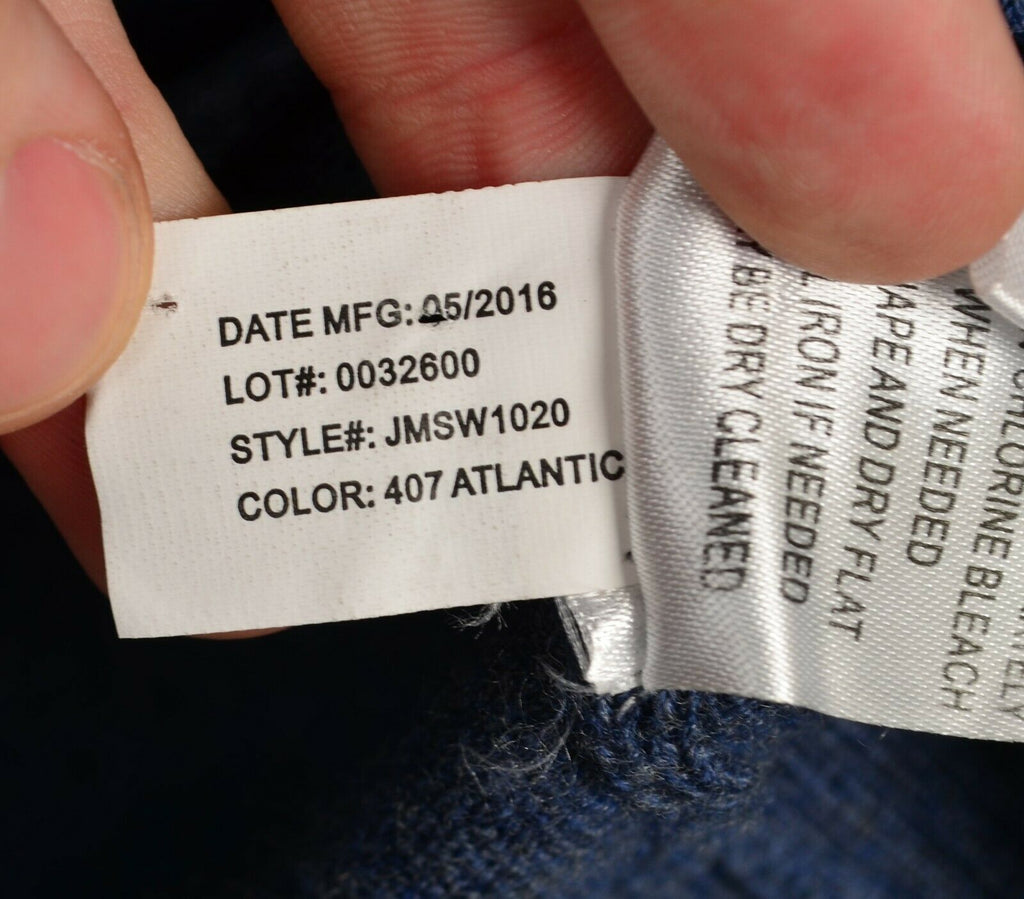 DATE MFG: 05/2016
LOT#: 0032600
STYLE#: JMSW1020
COLOR: 407 ATLANTIC
CHLORINE BLEACH
WHEN NEEDED
AND DRY FLAT
IRON IF NEEDED
BE DRY CLEANED